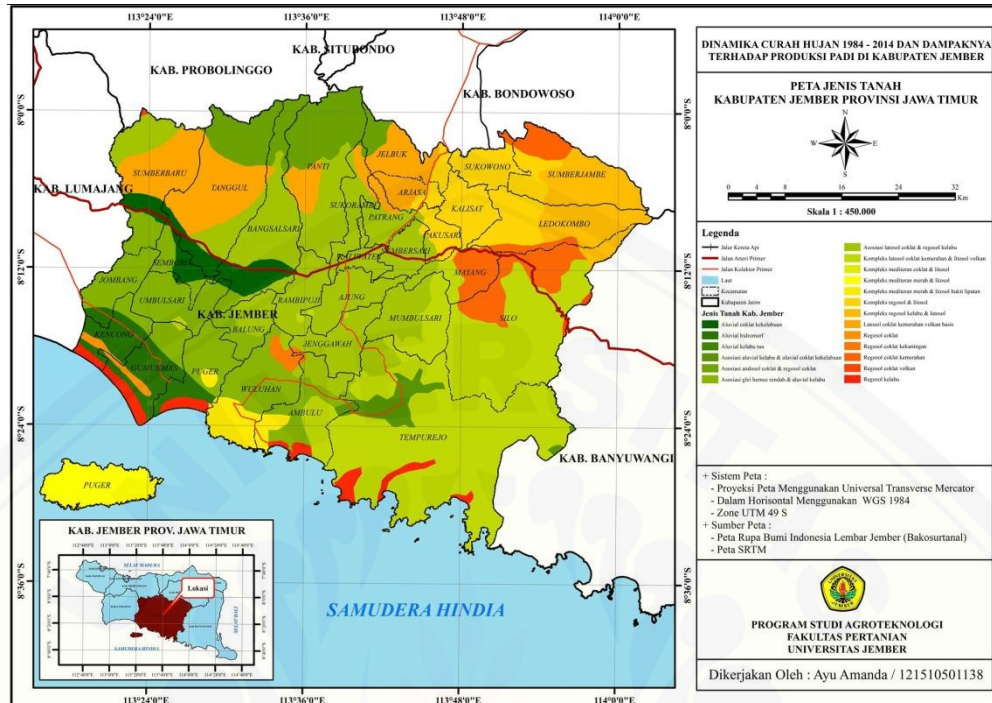 113°24'0"E
113°36'0"E
113°48'0"E
114°0'0"E
KAB. SITUBONDO
KAB. PROBOLINGGO
KAB. BONDOWOSO
8°0'0"S
8°0'0"S
JELBUK
SUKOWONO
SUMBERJAMBE
PANTI
SUMBERBARU
TANGGUL
ARJASA
KAB. LUMAJANG
SUKORAMBI
KALISAT
PATRANG
BANGSALSARI
LEDOKOMBO
PAKUSARI
SUMBERSARI
KALIWATES
8°12'0"S
8°12'0"S
SEMBORO
MAYANG
JOMBANG
UMBULSARI
RAMBIPUJI
AJUNG
KAB. JEMBER
MUMBULSARI
SILO
BALUNG
KENCONG
JENGGAWAH
GUMUKMAS
PUGER
WULUHAN
AMBULU
8°24'0"S
8°24'0"S
TEMPUREJO
KAB. BANYUWANGI
PUGER
8°36'0"S
8°36'0"S
SAMUDERA HINDIA
113°24'0"E
113°36'0"E
113°48'0"E
114°0'0"E
KAB. JEMBER PROV. JAWA TIMUR
SELAT MADURA
Lokasi
SELAT BALI
SAMUDERA HINDIA
DINAMIKA CURAH HUJAN 1984 - 2014 DAN DAMPAKNYA
TERHADAP PRODUKSI PADI DI KABUPATEN JEMBER
PETA JENIS TANAH
KABUPATEN JEMBER PROVINSI JAWA TIMUR
N
W E
S
0 4 8 16 24 32
Km
Skala 1 : 450.000
Legenda
Jalur Kereta Api
Jalan Arteri Primer
Jalan Kolektor Primer
Laut
Kecamatan
Kabupaten Jatim
Jenis Tanah Kab. Jember
Aluvial coklat kekelabuan
Aluvial hidromorf
Aluvial kelabu tua
Asosiasi aluvial kelabu & aluvial coklat kekelabuan
Asosiasi andosol coklat & regosol coklat
Asosiasi glei humus rendah & aluvial kelabu
Asosiasi latosol coklat & regosol kelabu
Kompleks latosol coklat kemerahan & litosol volkan
Kompleks mediteran coklat & litosol
Kompleks mediteran merah & litosol
Kompleks mediteran merah & litosol bukit lipatan
Kompleks regosol & litosol
Kompleks regosol kelabu & latosol
Latosol coklat kemerahan volkan basis
Regosol coklat
Regosol coklat kekuningan
Regosol coklat kemerahan
Regosol coklat volkan
Regosol kelabu
+ Sistem Peta :
- Proyeksi Peta Menggunakan Universal Transverse Mercator
- Dalam Horisontal Menggunakan WGS 1984
- Zone UTM 49 S
+ Sumber Peta :
- Peta Rupa Bumi Indonesia Lembar Jember (Bakosurtanal)
- Peta SRTM
PROGRAM STUDI AGROTEKNOLOGI
FAKULTAS PERTANIAN
UNIVERSITAS JEMBER
Dikerjakan Oleh : Ayu Amanda / 121510501138